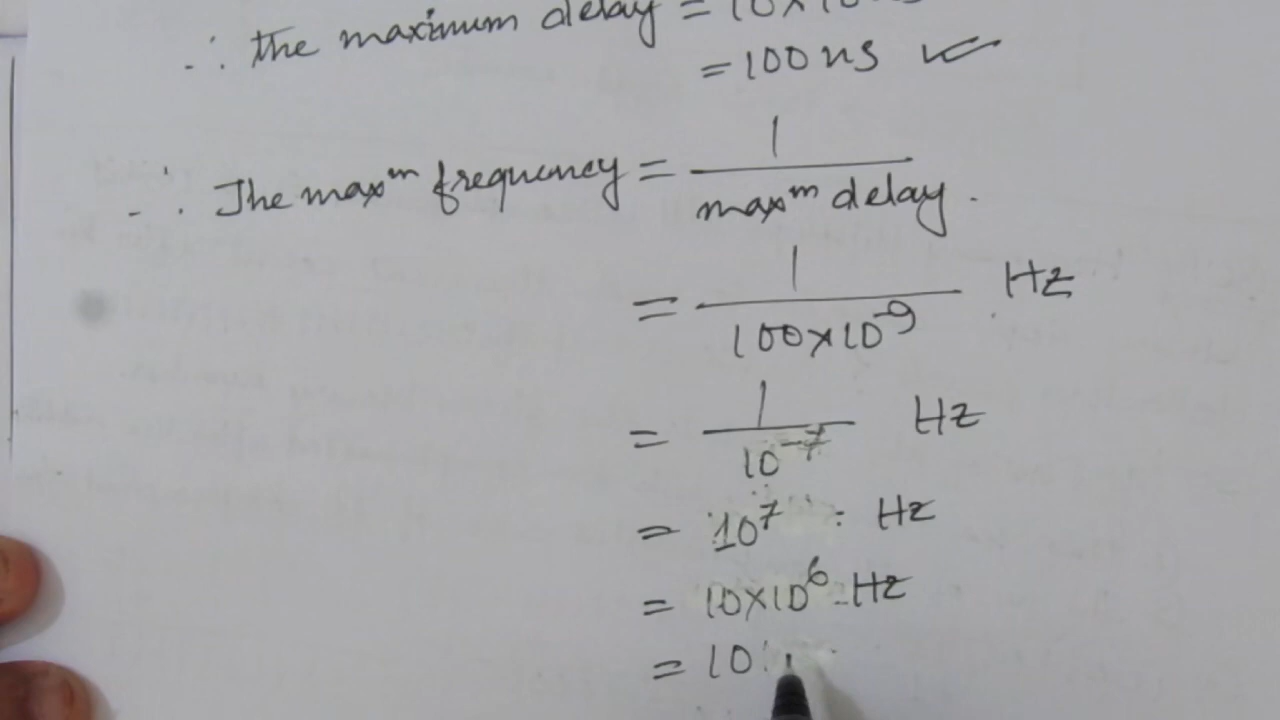 ∴ the maximum delay = 10×10
= 100 ns ✓
∴ The maxᵐ frequency = 1 / maxᵐ delay.
= 1 / 100×10⁻⁹ Hz
= 1 / 10⁻⁷ Hz
= 10⁷ Hz
= 10×10⁶ Hz
= 10